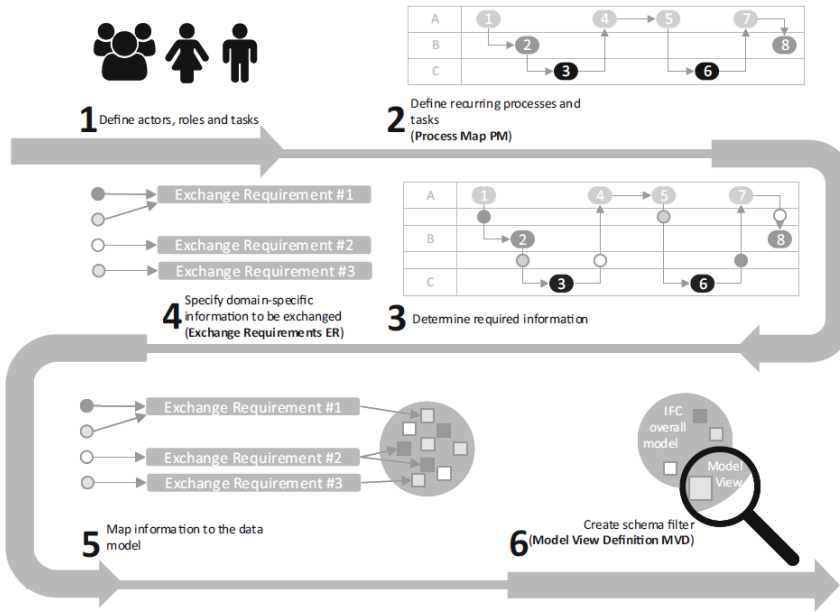 1 Define actors, roles and tasks
A 1 4 5 7
B 2 8
C 3 6
2 Define recurring processes and
tasks
(Process Map PM)
Exchange Requirement #1
Exchange Requirement #2
Exchange Requirement #3
4 Specify domain-specific
information to be exchanged
(Exchange Requirements ER)
A 1 4 5 7
B 2 8
C 3 6
3 Determine required information
Exchange Requirement #1
Exchange Requirement #2
Exchange Requirement #3
5 Map information to the data
model
IFC
overall
model
Model
View
6 Create schema filter
(Model View Definition MVD)